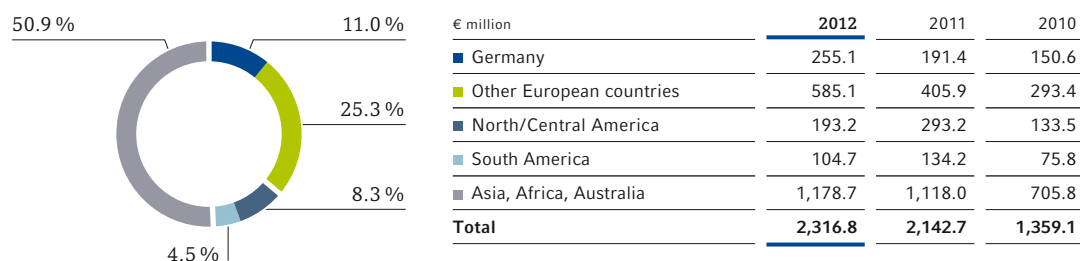 50.9 %
11.0 %
25.3 %
8.3 %
4.5 %
€ million 2012 2011 2010
Germany 255.1 191.4 150.6
Other European countries 585.1 405.9 293.4
North/Central America 193.2 293.2 133.5
South America 104.7 134.2 75.8
Asia, Africa, Australia 1,178.7 1,118.0 705.8
Total 2,316.8 2,142.7 1,359.1